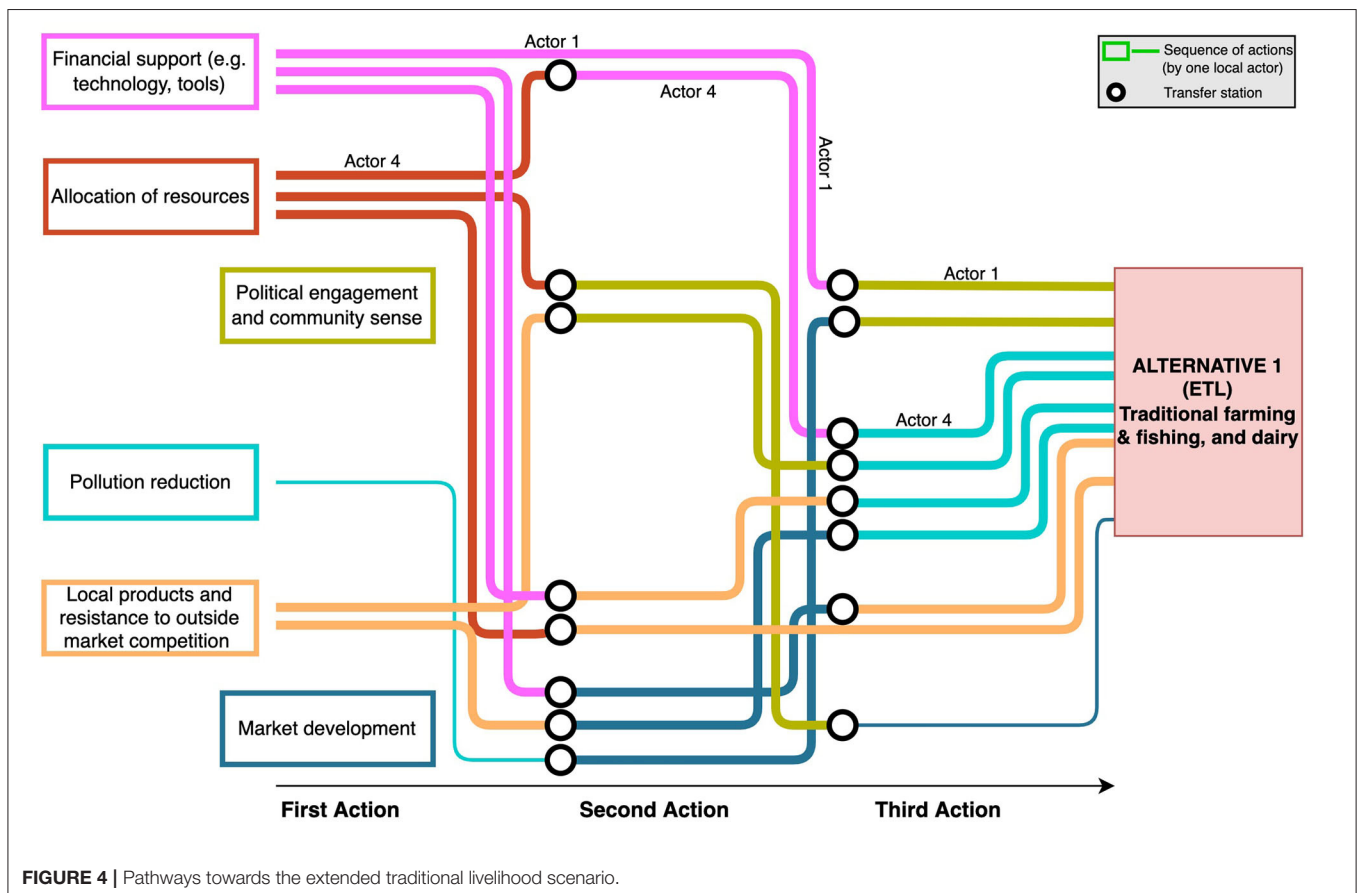 Financial support (e.g.
technology, tools)
Actor 1
Actor 4
Actor 1
Sequence of actions
(by one local actor)
Transfer station
Allocation of resources
Actor 4
Political engagement
and community sense
Actor 1
ALTERNATIVE 1
(ETL)
Traditional farming
& fishing, and dairy
Actor 4
Pollution reduction
Local products and
resistance to outside
market competition
Market development
First Action
Second Action
Third Action
FIGURE 4 | Pathways towards the extended traditional livelihood scenario.